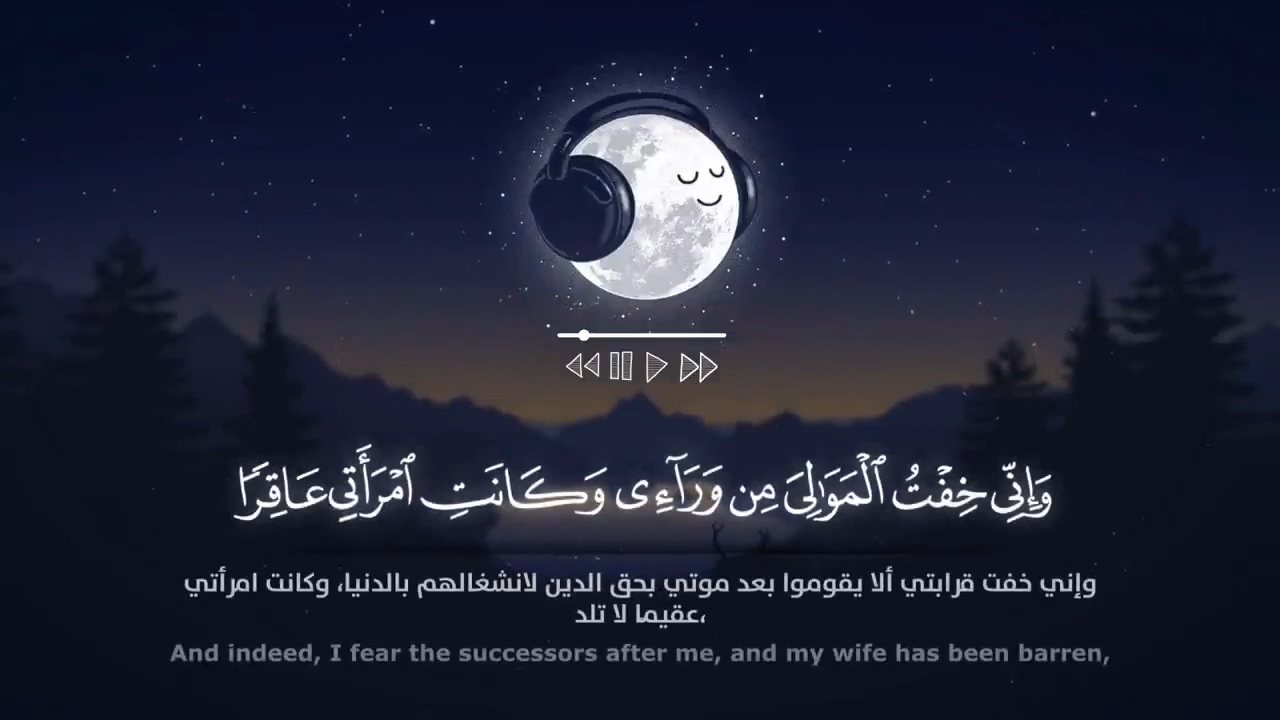 وَإِنِّى خِفْتُ ٱلْمَوَٰلِىَ مِن وَرَآءِى وَكَانَتِ ٱمْرَأَتِى عَاقِرًا
وإني خفت قرابتي ألا يقوموا بعد موتي بحق الدين لانشغالهم بالدنيا، وكانت امرأتي
عقيما لا تلد،
And indeed, I fear the successors after me, and my wife has been barren,